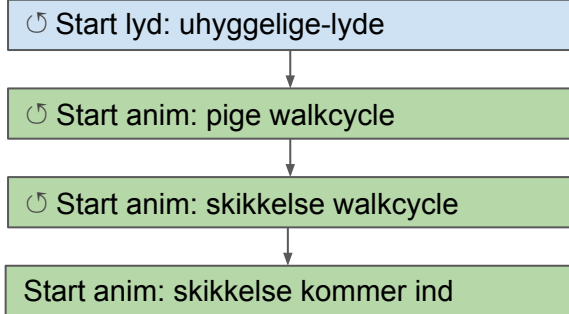 ↺ Start lyd: uhyggelige-lyde
↺ Start anim: pige walkcycle
↺ Start anim: skikkelse walkcycle
Start anim: skikkelse kommer ind